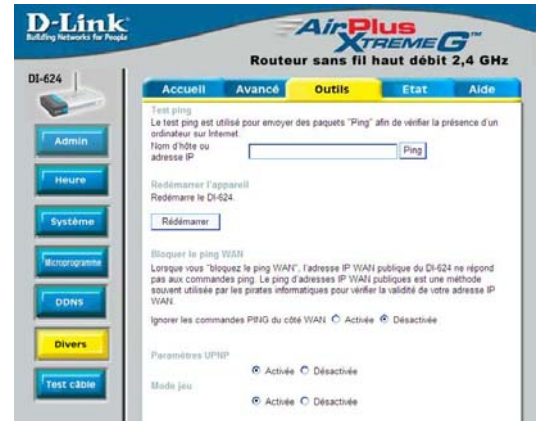 D-Link
Building Networks for People
AirPlus
XTREME G™
Routeur sans fil haut débit 2,4 GHz
DI-624
Accueil Avancé Outils Etat Aide
Admin
Heure
Système
Microprogramme
DDNS
Divers
Test câble
Test ping
Le test ping est utilisé pour envoyer des paquets "Ping" afin de vérifier la présence d'un
ordinateur sur Internet.
Nom d'hôte ou
adresse IP
Ping
Redémarrer l'appareil
Redémarre le DI-624.
Rédémarrer
Bloquer le ping WAN
Lorsque vous "bloquez le ping WAN", l'adresse IP WAN publique du DI-624 ne répond
pas aux commandes ping. Le ping d'adresses IP WAN publiques est une méthode
souvent utilisée par les pirates informatiques pour vérifier la validité de votre adresse IP
WAN.
Ignorer les commandes PING du côté WAN Activée Désactivée
Paramètres UPNP
Activée Désactivée
Mode jeu
Activée Désactivée